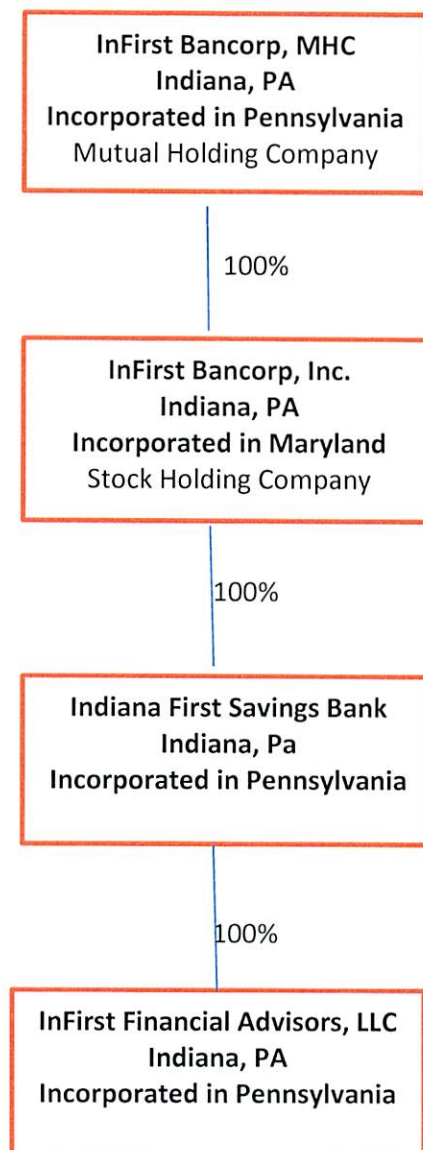 InFirst Bancorp, MHC
Indiana, PA
Incorporated in Pennsylvania
Mutual Holding Company
100%
InFirst Bancorp, Inc.
Indiana, PA
Incorporated in Maryland
Stock Holding Company
100%
Indiana First Savings Bank
Indiana, Pa
Incorporated in Pennsylvania
100%
InFirst Financial Advisors, LLC
Indiana, PA
Incorporated in Pennsylvania